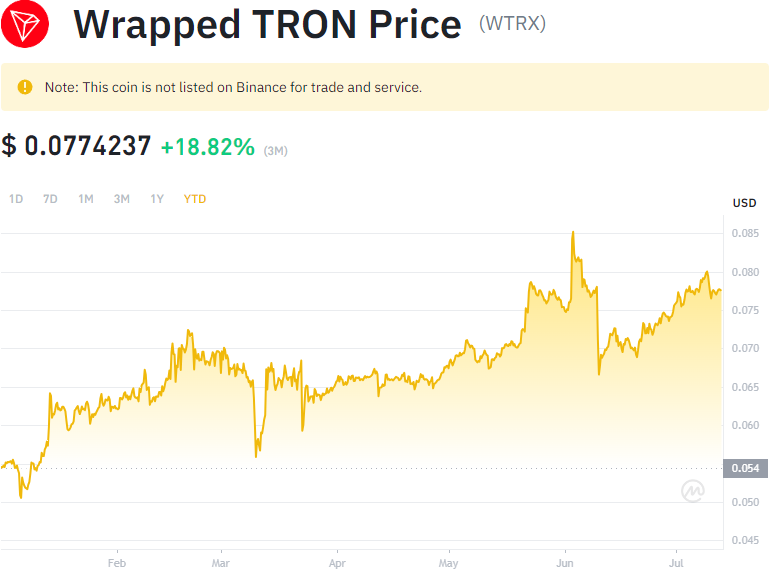 Wrapped TRON Price (WTRX)
Note: This coin is not listed on Binance for trade and service.
$ 0.0774237 +18.82% (3M)
1D 7D 1M 3M 1Y YTD
USD
0.085
0.080
0.075
0.070
0.065
0.060
0.054
0.050
0.045
Feb Mar Apr May Jun Jul